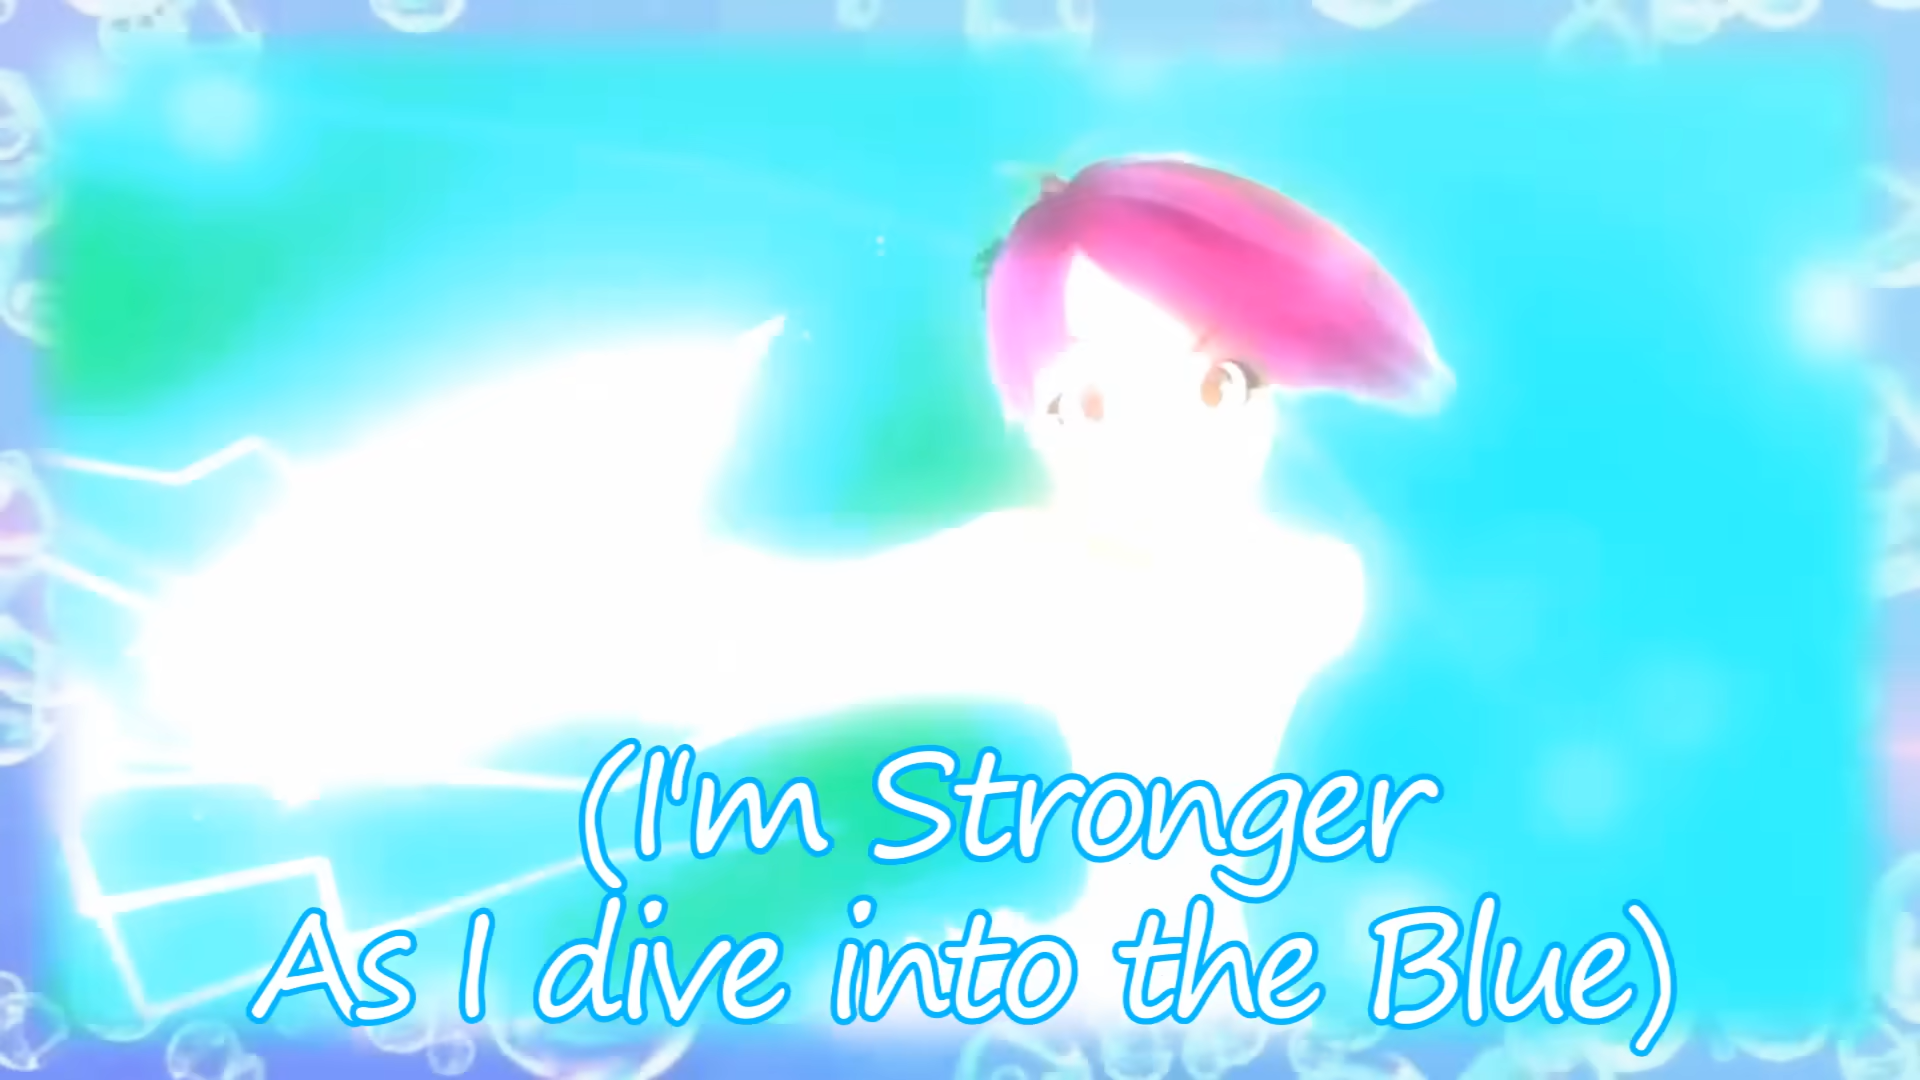 (I'm Stronger
As I dive into the Blue)